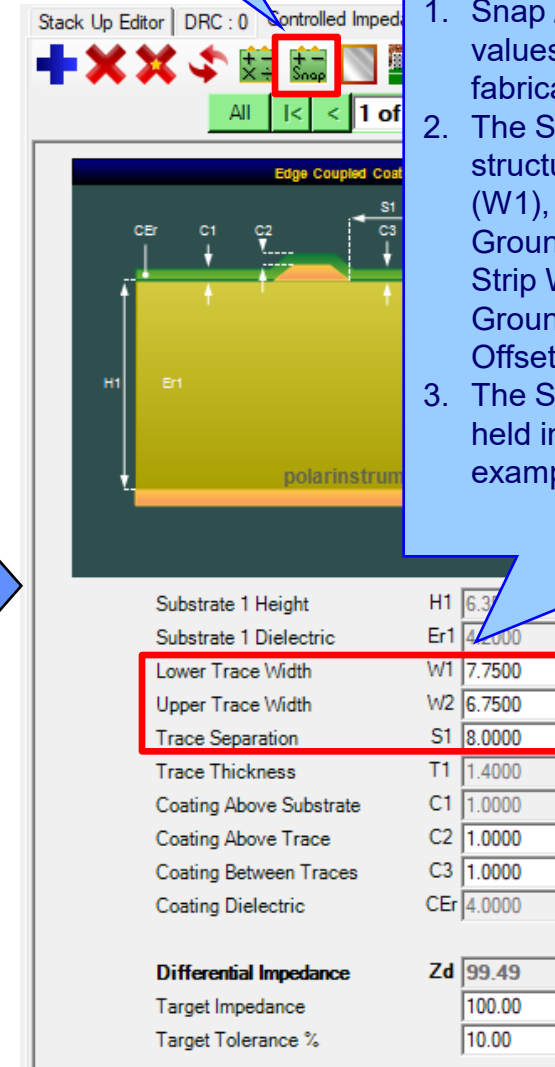 Stack Up Editor DRC : 0 Controlled Impeda
Snap
All |< < 1 of
1. Snap
values
fabrica
2. The S
structu
(W1),
Groun
Strip W
Groun
Offset
3. The S
held in
examp
Edge Coupled Coat
S1
CEr C1 C2 C3
H1 Er1
polarinstrum
Substrate 1 Height H1 6.3
Substrate 1 Dielectric Er1 4.2000
Lower Trace Width W1 7.7500
Upper Trace Width W2 6.7500
Trace Separation S1 8.0000
Trace Thickness T1 1.4000
Coating Above Substrate C1 1.0000
Coating Above Trace C2 1.0000
Coating Between Traces C3 1.0000
Coating Dielectric CEr 4.0000
Differential Impedance Zd 99.49
Target Impedance 100.00
Target Tolerance % 10.00